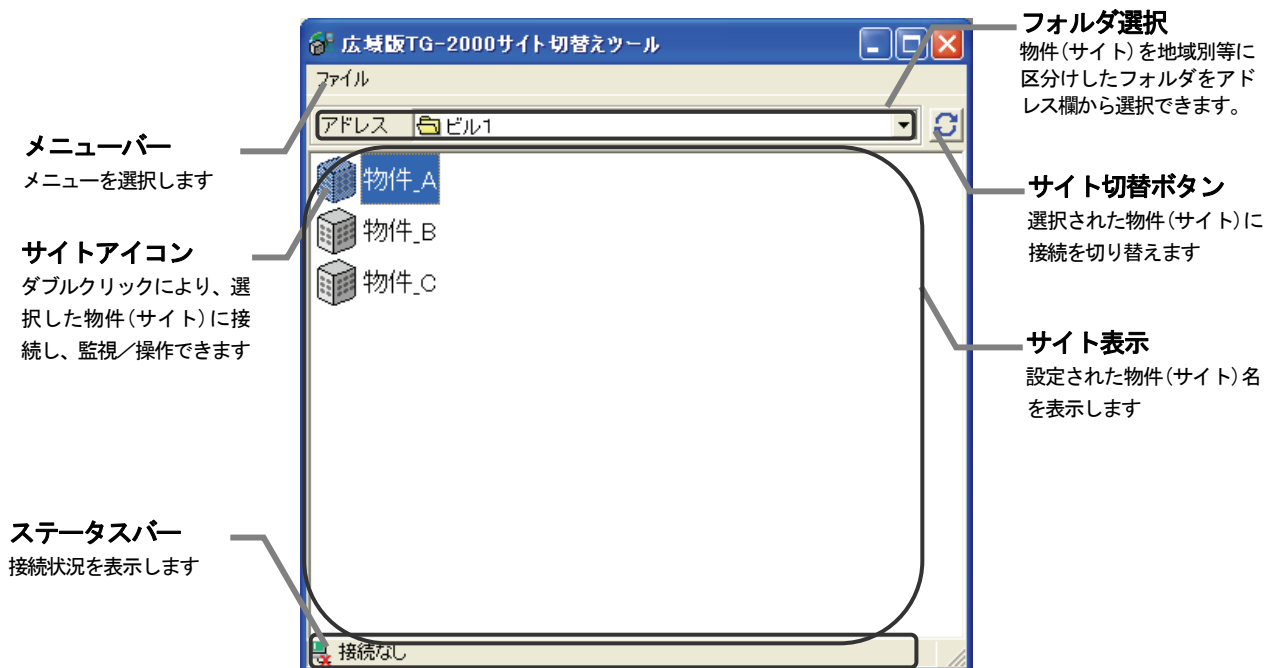 広域版TG-2000サイト切替えツール
ファイル
アドレス ビル1
物件_A
物件_B
物件_C
接続なし
メニューバー
メニューを選択します
サイトアイコン
ダブルクリックにより、選
択した物件(サイト)に接
続し、監視／操作できます
ステータスバー
接続状況を表示します
フォルダ選択
物件(サイト)を地域別等に
区分けしたフォルダをアド
レス欄から選択できます。
サイト切替ボタン
選択された物件(サイト)に
接続を切り替えます
サイト表示
設定された物件(サイト)名
を表示します